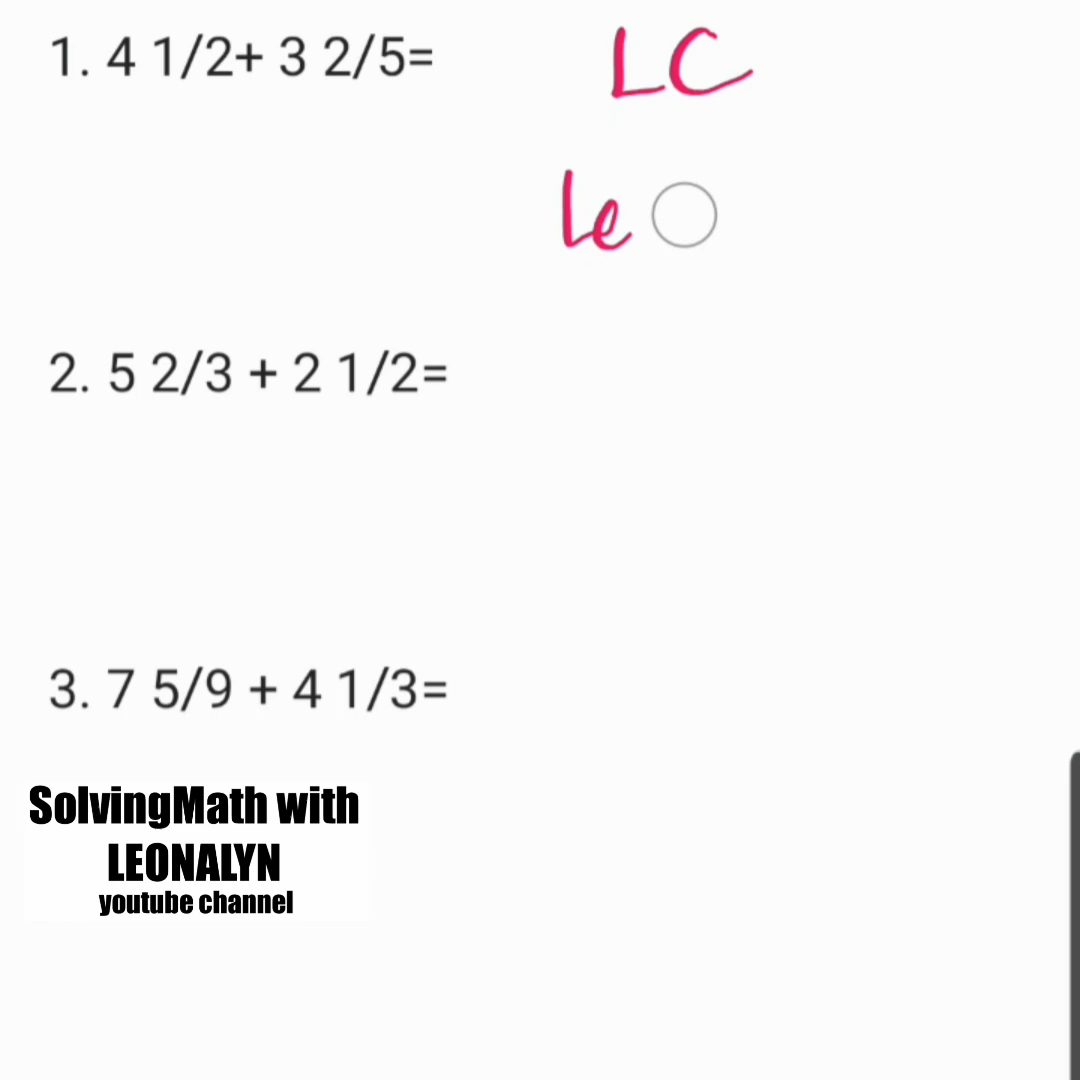 1. 4 1/2+ 3 2/5= LC
le
2. 5 2/3 + 2 1/2=
3. 7 5/9 + 4 1/3=
SolvingMath with
LEONALYN
youtube channel